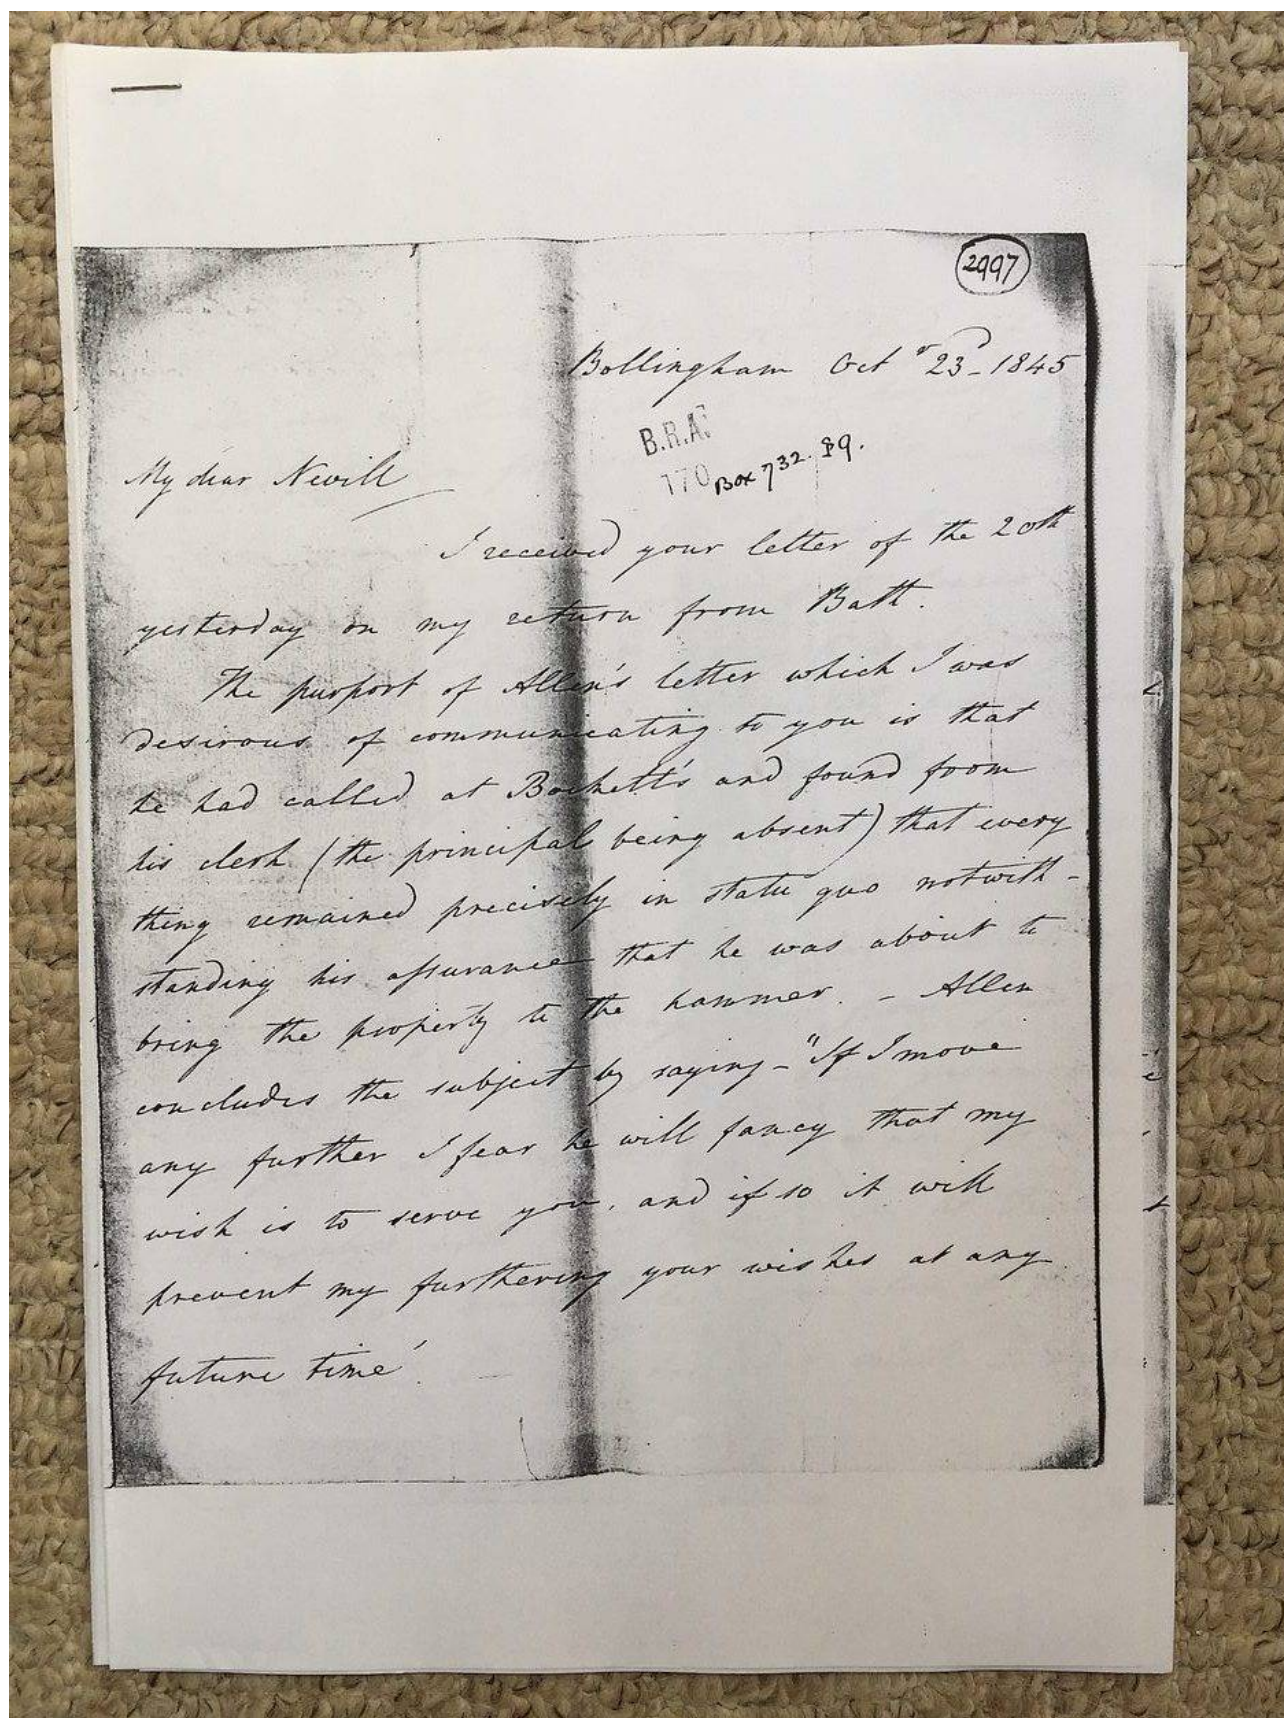 2997
Bollingham Octr 23d - 1845
B.R.A.
770 Box 732. 89.
My dear Nevill
I received your letter of the 20th
yesterday on my return from Bath.
The purport of Allen's letter which I was
desirous of communicating to you is that
he had called at Bockett's and found from
his clerk (the principal being absent) that every
thing remained precisely in statu quo notwith-
standing his assurance that he was about to
bring the property to the hammer. - Allen
concludes the subject by saying - "If I move
any further I fear he will fancy that my
wish is to serve you, and if so it will
prevent my furthering your wishes at any
future time'.